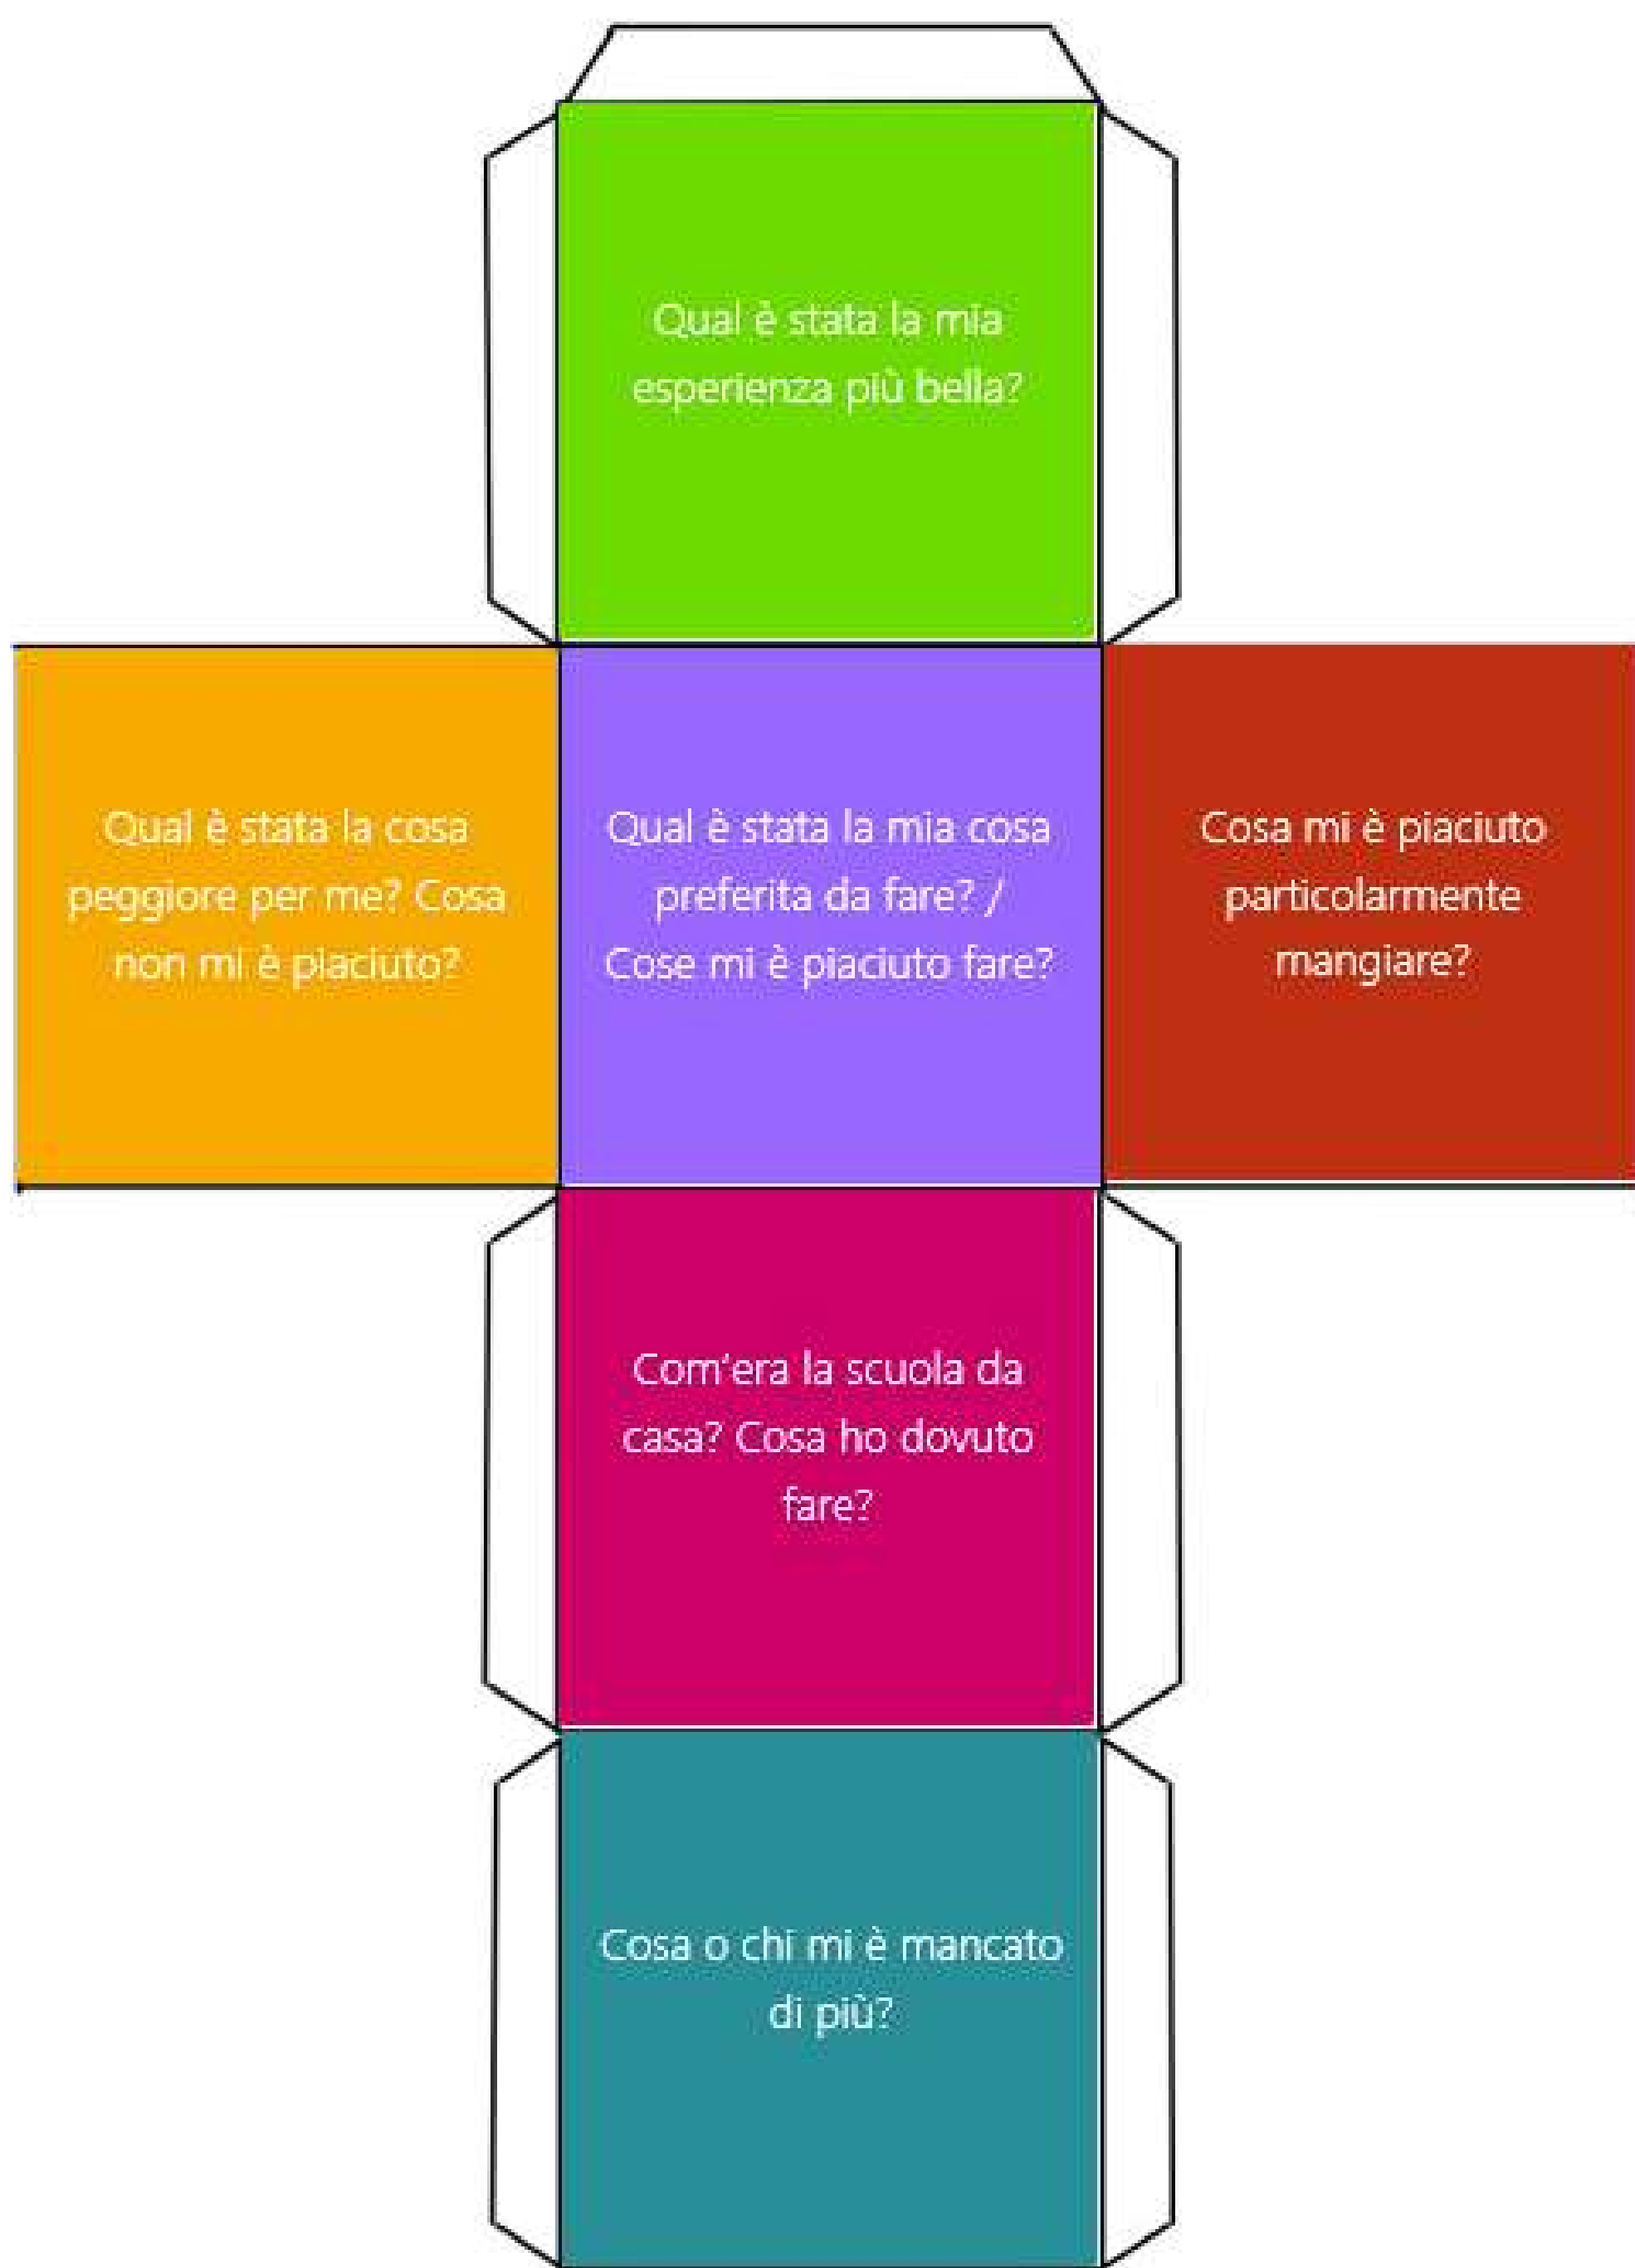 Qual è stata la mia
esperienza più bella?
Qual è stata la cosa
peggiore per me? Cosa
non mi è piaciuto?
Qual è stata la mia cosa
preferita da fare? /
Cose mi è piaciuto fare?
Cosa mi è piaciuto
particolarmente
mangiare?
Com'era la scuola da
casa? Cosa ho dovuto
fare?
Cosa o chi mi è mancato
di più?